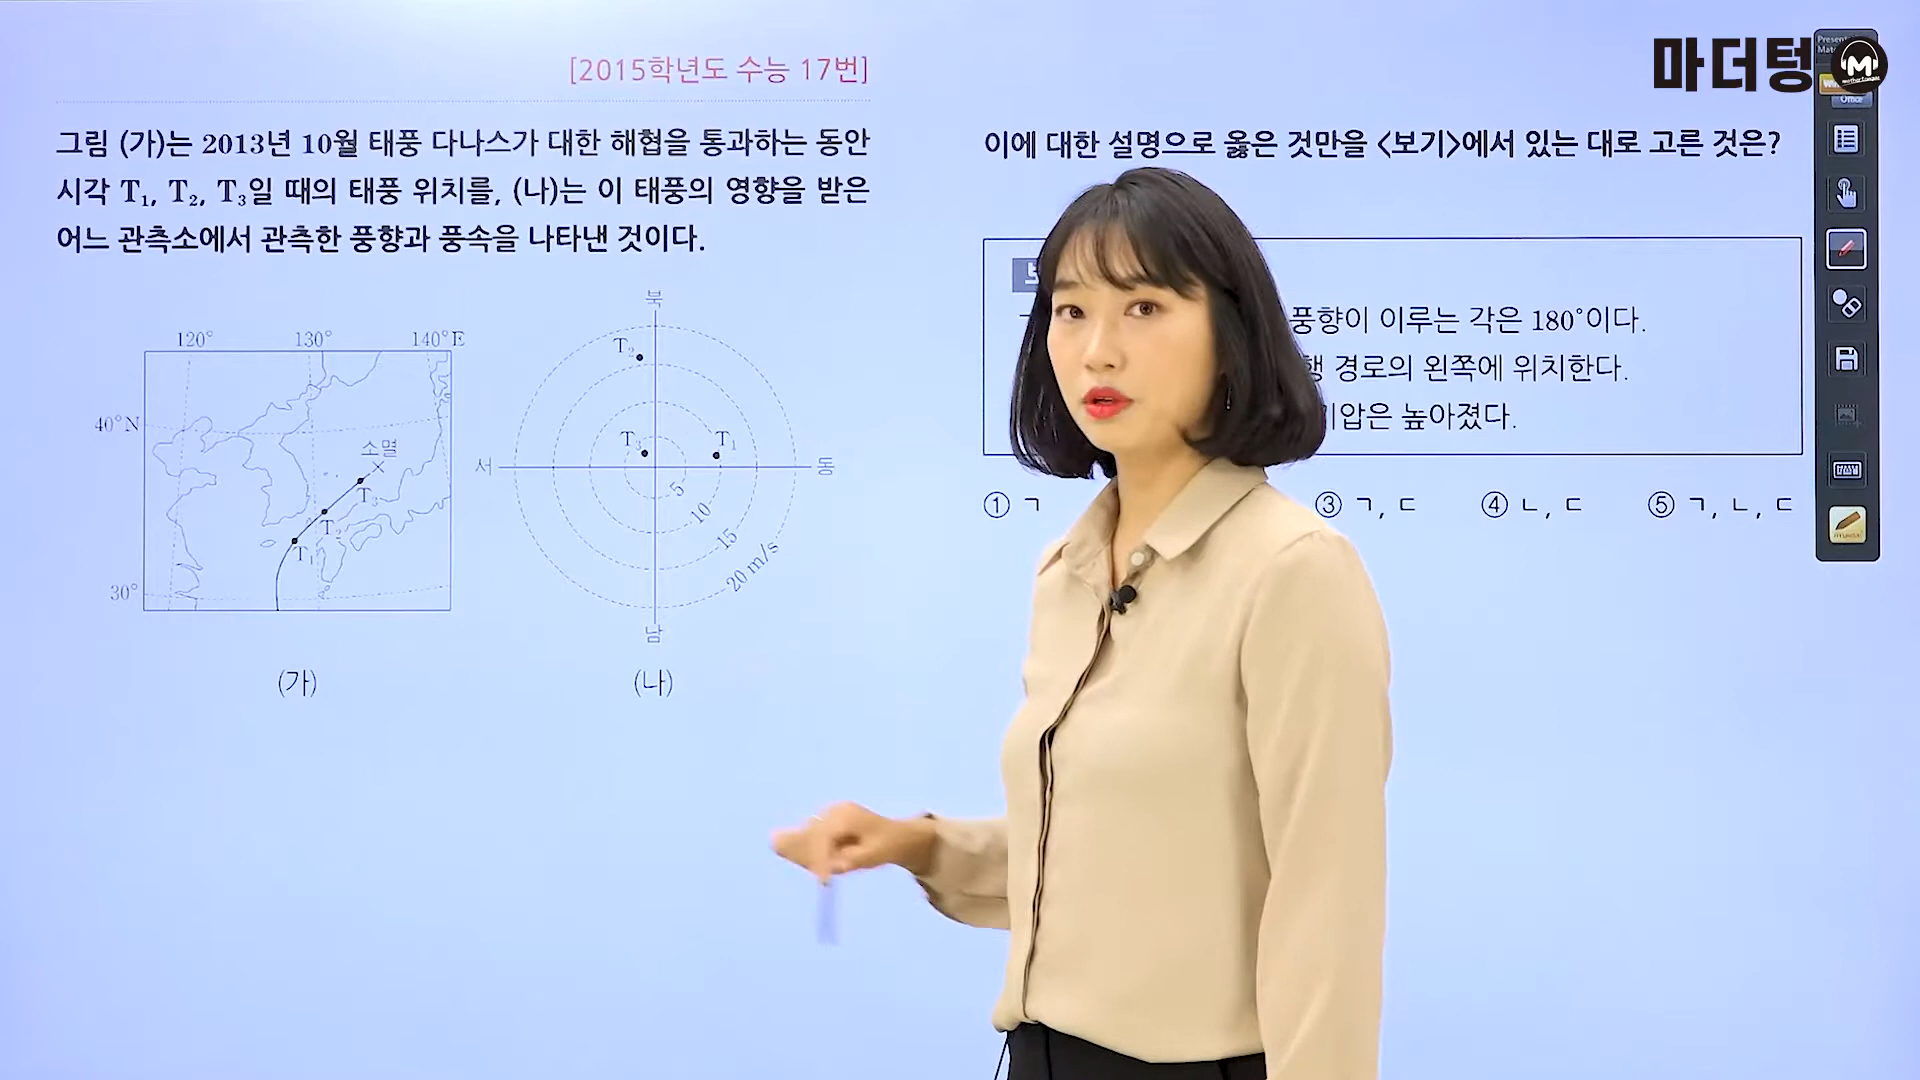 [2015학년도 수능 17번]
마더텅
그림 (가)는 2013년 10월 태풍 다나스가 대한 해협을 통과하는 동안
시각 T₁, T₂, T₃일 때의 태풍 위치를, (나)는 이 태풍의 영향을 받은
어느 관측소에서 관측한 풍향과 풍속을 나타낸 것이다.
120° 130° 140°E
40°N
30°
소멸
T₃
T₂
T₁
(가)
북
서
동
남
T₂
T₃
T₁
5
10
15
20 m/s
(나)
이에 대한 설명으로 옳은 것만을 <보기>에서 있는 대로 고른 것은?
풍향이 이루는 각은 180°이다.
경로의 왼쪽에 위치한다.
기압은 높아졌다.
① ㄱ ③ ㄱ, ㄷ ④ ㄴ, ㄷ ⑤ ㄱ, ㄴ, ㄷ